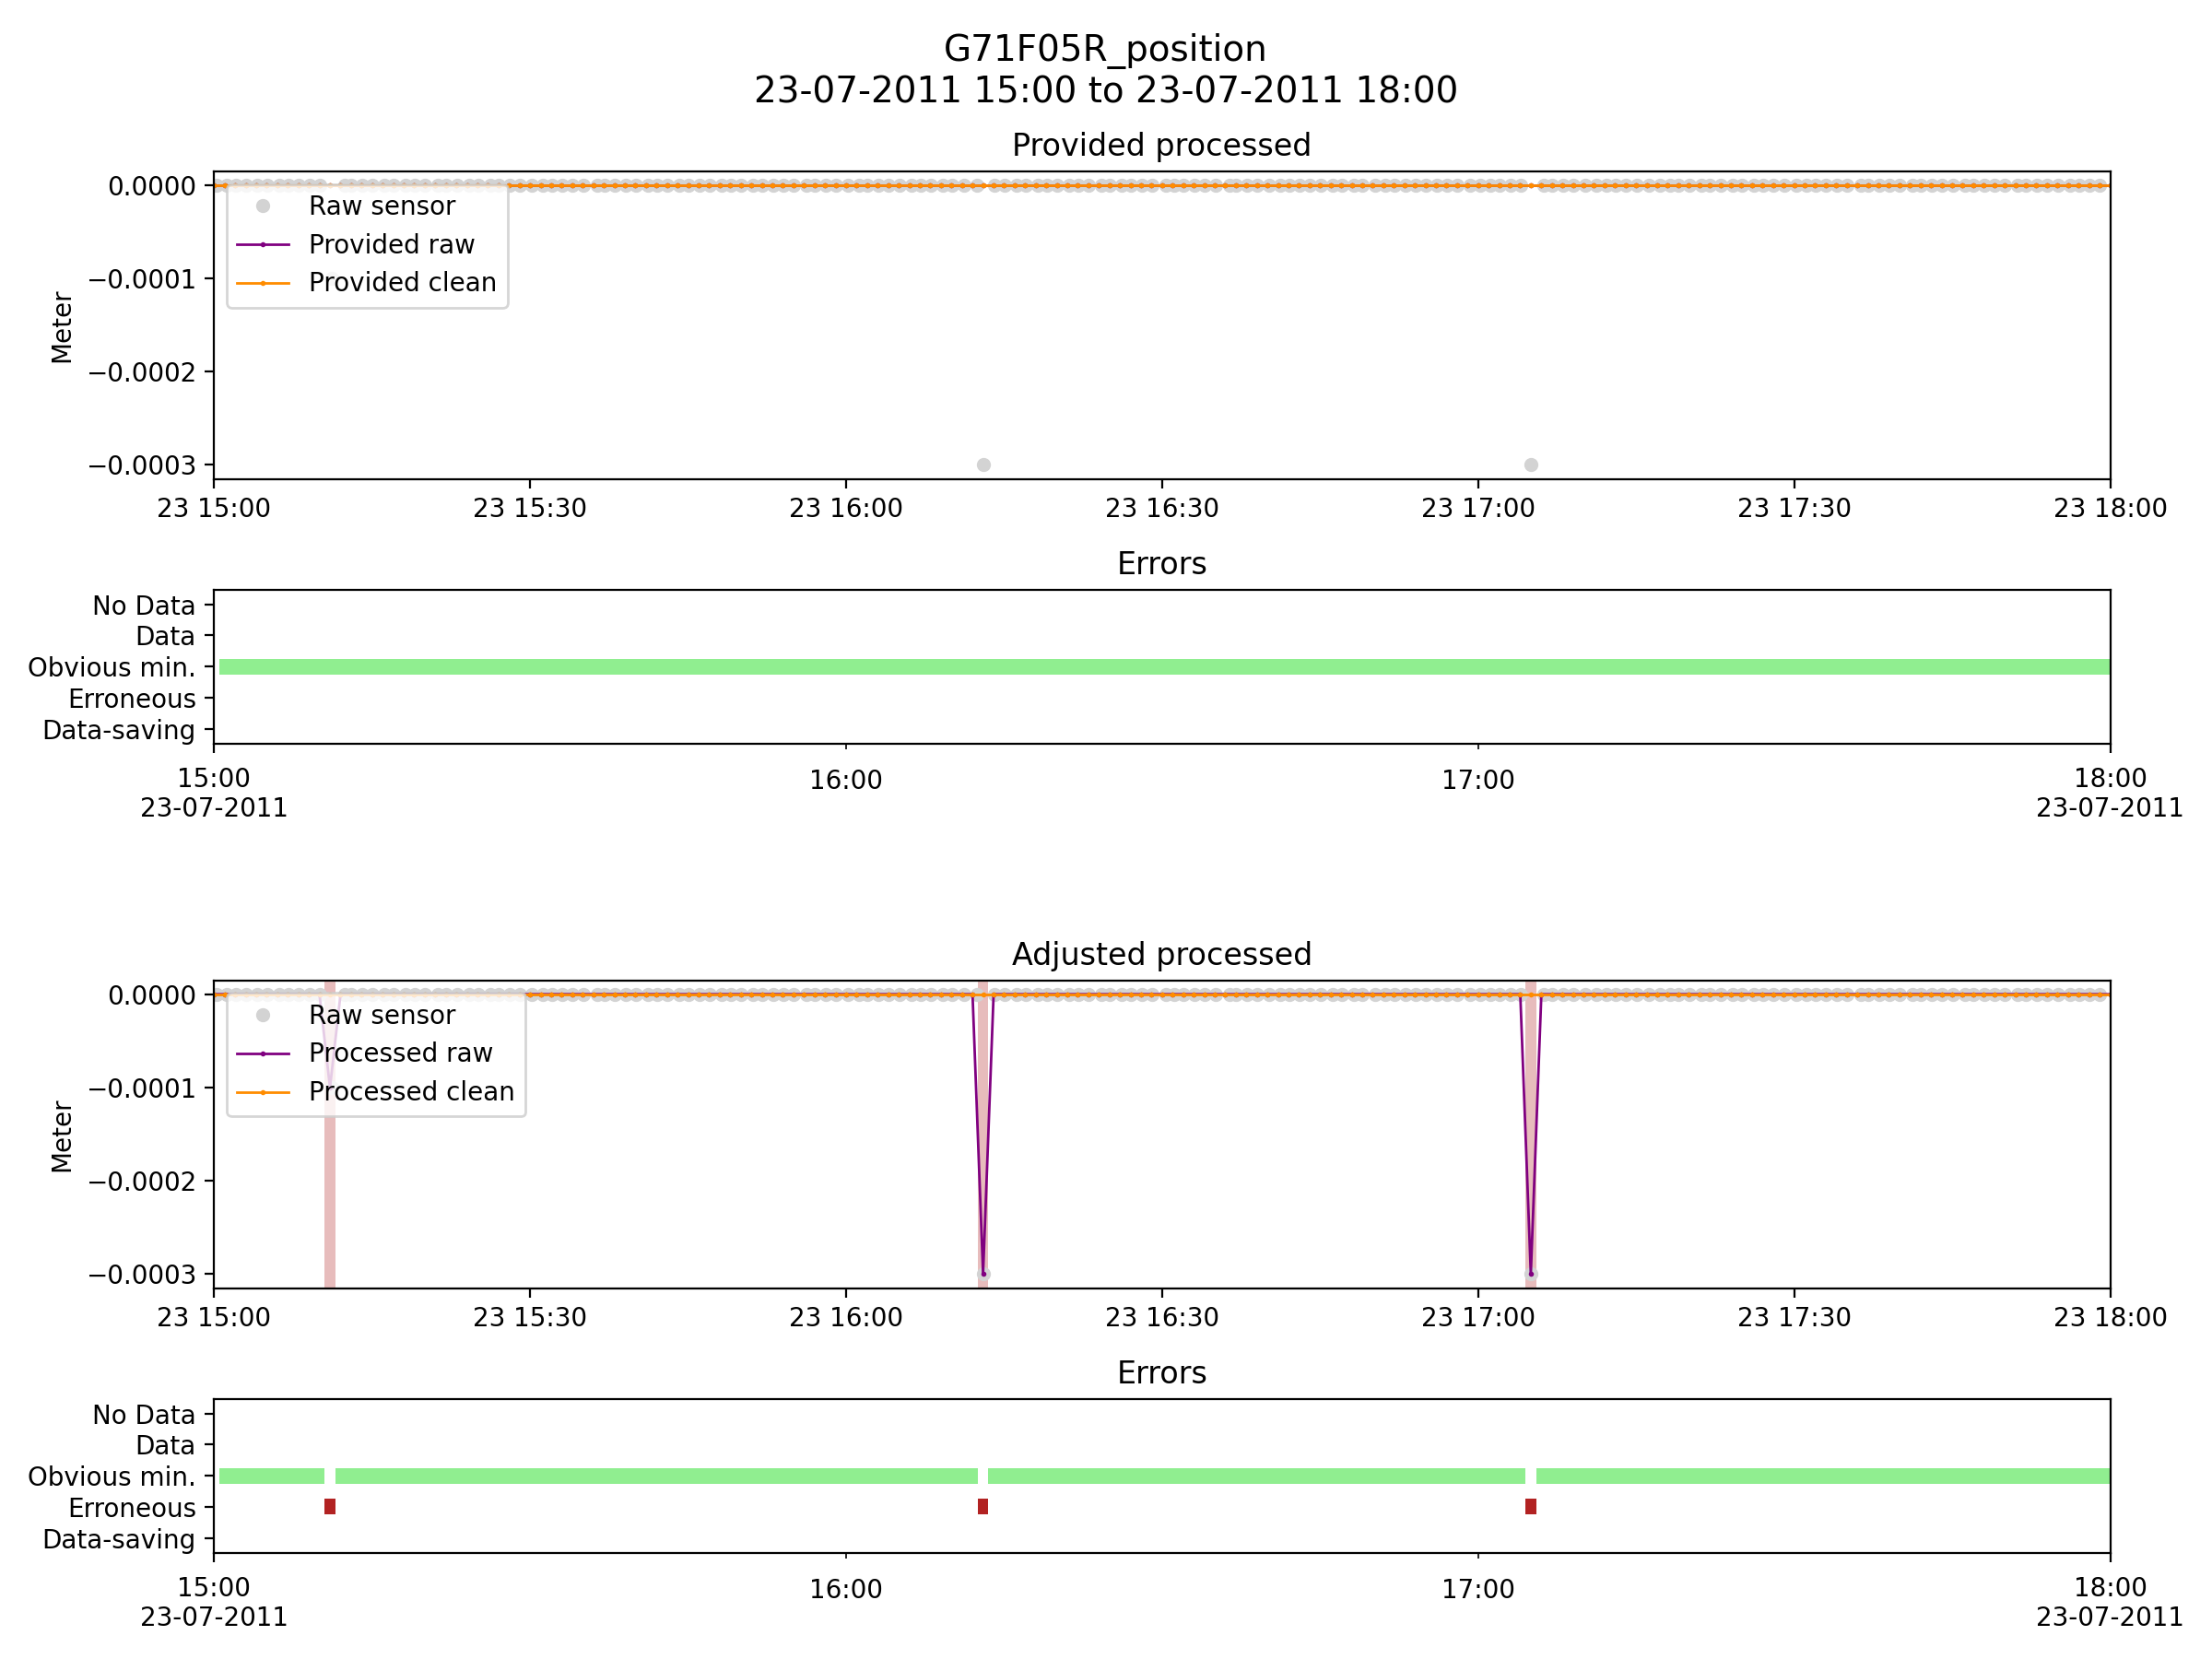 G71F05R_position
23-07-2011 15:00 to 23-07-2011 18:00
Provided processed
Meter
0.0000
−0.0001
−0.0002
−0.0003
Raw sensor
Provided raw
Provided clean
23 15:00 23 15:30 23 16:00 23 16:30 23 17:00 23 17:30 23 18:00
Errors
No Data
Data
Obvious min.
Erroneous
Data-saving
15:00 16:00 17:00 18:00
23-07-2011 23-07-2011
Adjusted processed
Meter
0.0000
−0.0001
−0.0002
−0.0003
Raw sensor
Processed raw
Processed clean
23 15:00 23 15:30 23 16:00 23 16:30 23 17:00 23 17:30 23 18:00
Errors
No Data
Data
Obvious min.
Erroneous
Data-saving
15:00 16:00 17:00 18:00
23-07-2011 23-07-2011